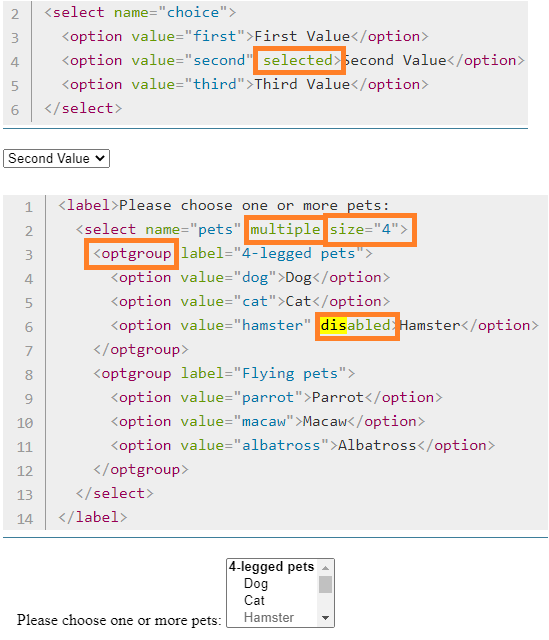 2 <select name="choice">
3 <option value="first">First Value</option>
4 <option value="second" selected>Second Value</option>
5 <option value="third">Third Value</option>
6 </select>
Second Value
1 <label>Please choose one or more pets:
2 <select name="pets" multiple size="4">
3 <optgroup label="4-legged pets">
4 <option value="dog">Dog</option>
5 <option value="cat">Cat</option>
6 <option value="hamster" disabled>Hamster</option>
7 </optgroup>
8 <optgroup label="Flying pets">
9 <option value="parrot">Parrot</option>
10 <option value="macaw">Macaw</option>
11 <option value="albatross">Albatross</option>
12 </optgroup>
13 </select>
14 </label>
4-legged pets
Dog
Cat
Please choose one or more pets: Hamster